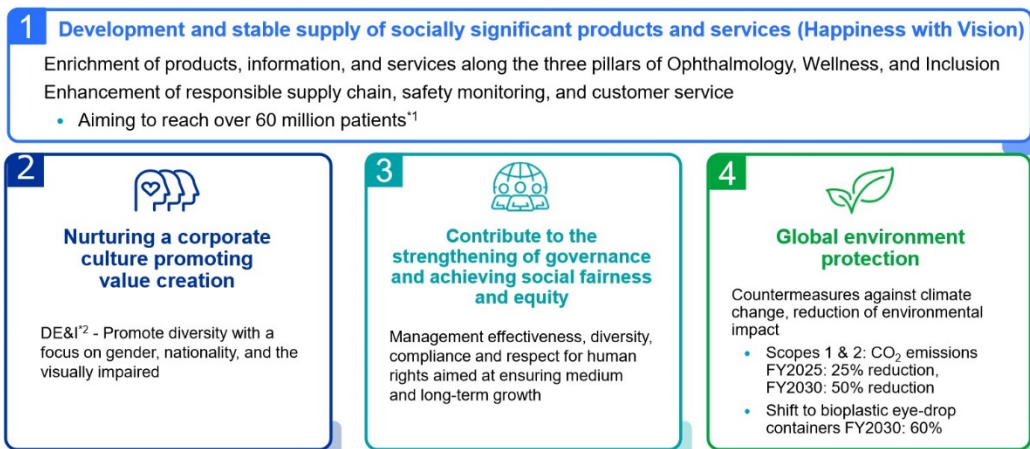 1
Development and stable supply of socially significant products and services (Happiness with Vision)
Enrichment of products, information, and services along the three pillars of Ophthalmology, Wellness, and Inclusion
Enhancement of responsible supply chain, safety monitoring, and customer service
• Aiming to reach over 60 million patients*1
2
Nurturing a corporate
culture promoting
value creation
DE&I*2 - Promote diversity with a
focus on gender, nationality, and the
visually impaired
3
Contribute to the
strengthening of governance
and achieving social fairness
and equity
Management effectiveness, diversity,
compliance and respect for human
rights aimed at ensuring medium
and long-term growth
4
Global environment
protection
Countermeasures against climate
change, reduction of environmental
impact
• Scopes 1 & 2: CO2 emissions
FY2025: 25% reduction,
FY2030: 50% reduction
• Shift to bioplastic eye-drop
containers FY2030: 60%